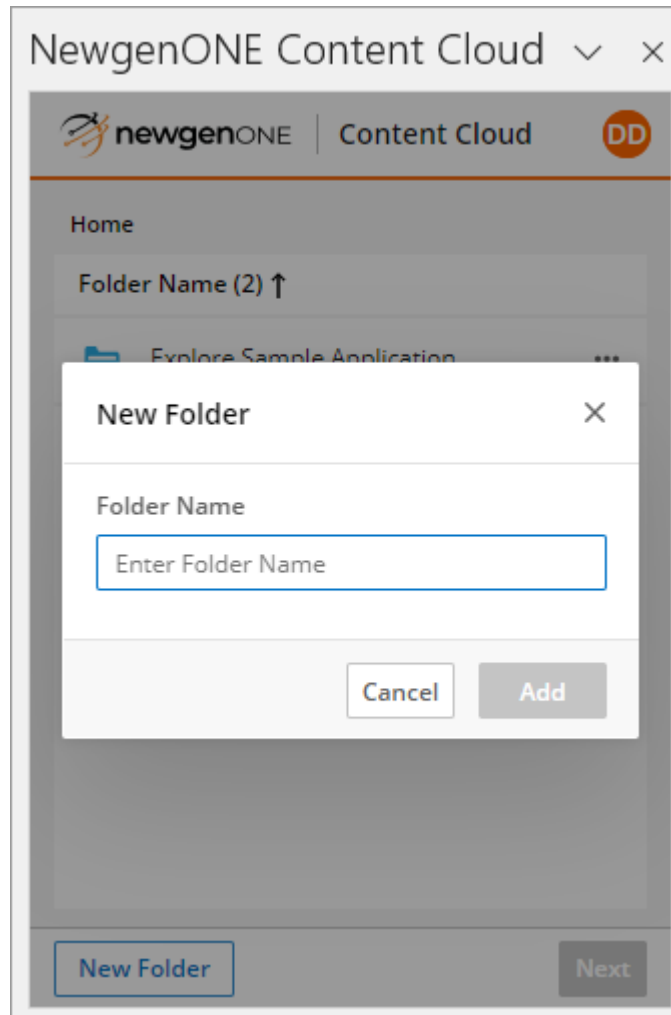 NewgenONE Content Cloud
newgenONE Content Cloud DD
Home
Folder Name (2) ↑
Explore Sample Application ...
New Folder
Folder Name
Enter Folder Name
Cancel Add
New Folder Next